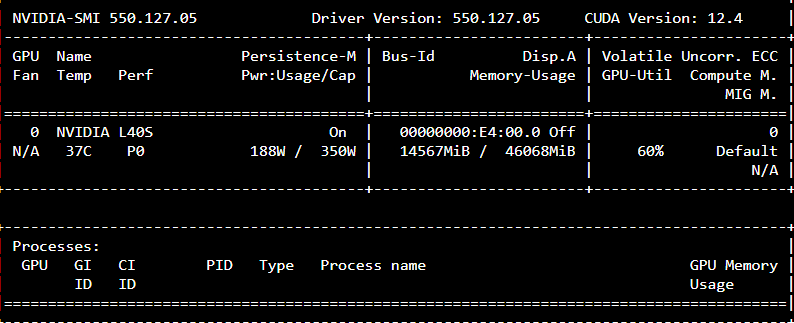 NVIDIA-SMI 550.127.05 Driver Version: 550.127.05 CUDA Version: 12.4
GPU Name Persistence-M | Bus-Id Disp.A | Volatile Uncorr. ECC
Fan Temp Perf Pwr:Usage/Cap | Memory-Usage | GPU-Util Compute M.
MIG M.
0 NVIDIA L40S On | 00000000:E4:00.0 Off | 0
N/A 37C P0 188W / 350W | 14567MiB / 46068MiB | 60% Default
N/A
Processes:
GPU GI CI PID Type Process name GPU Memory
ID ID Usage